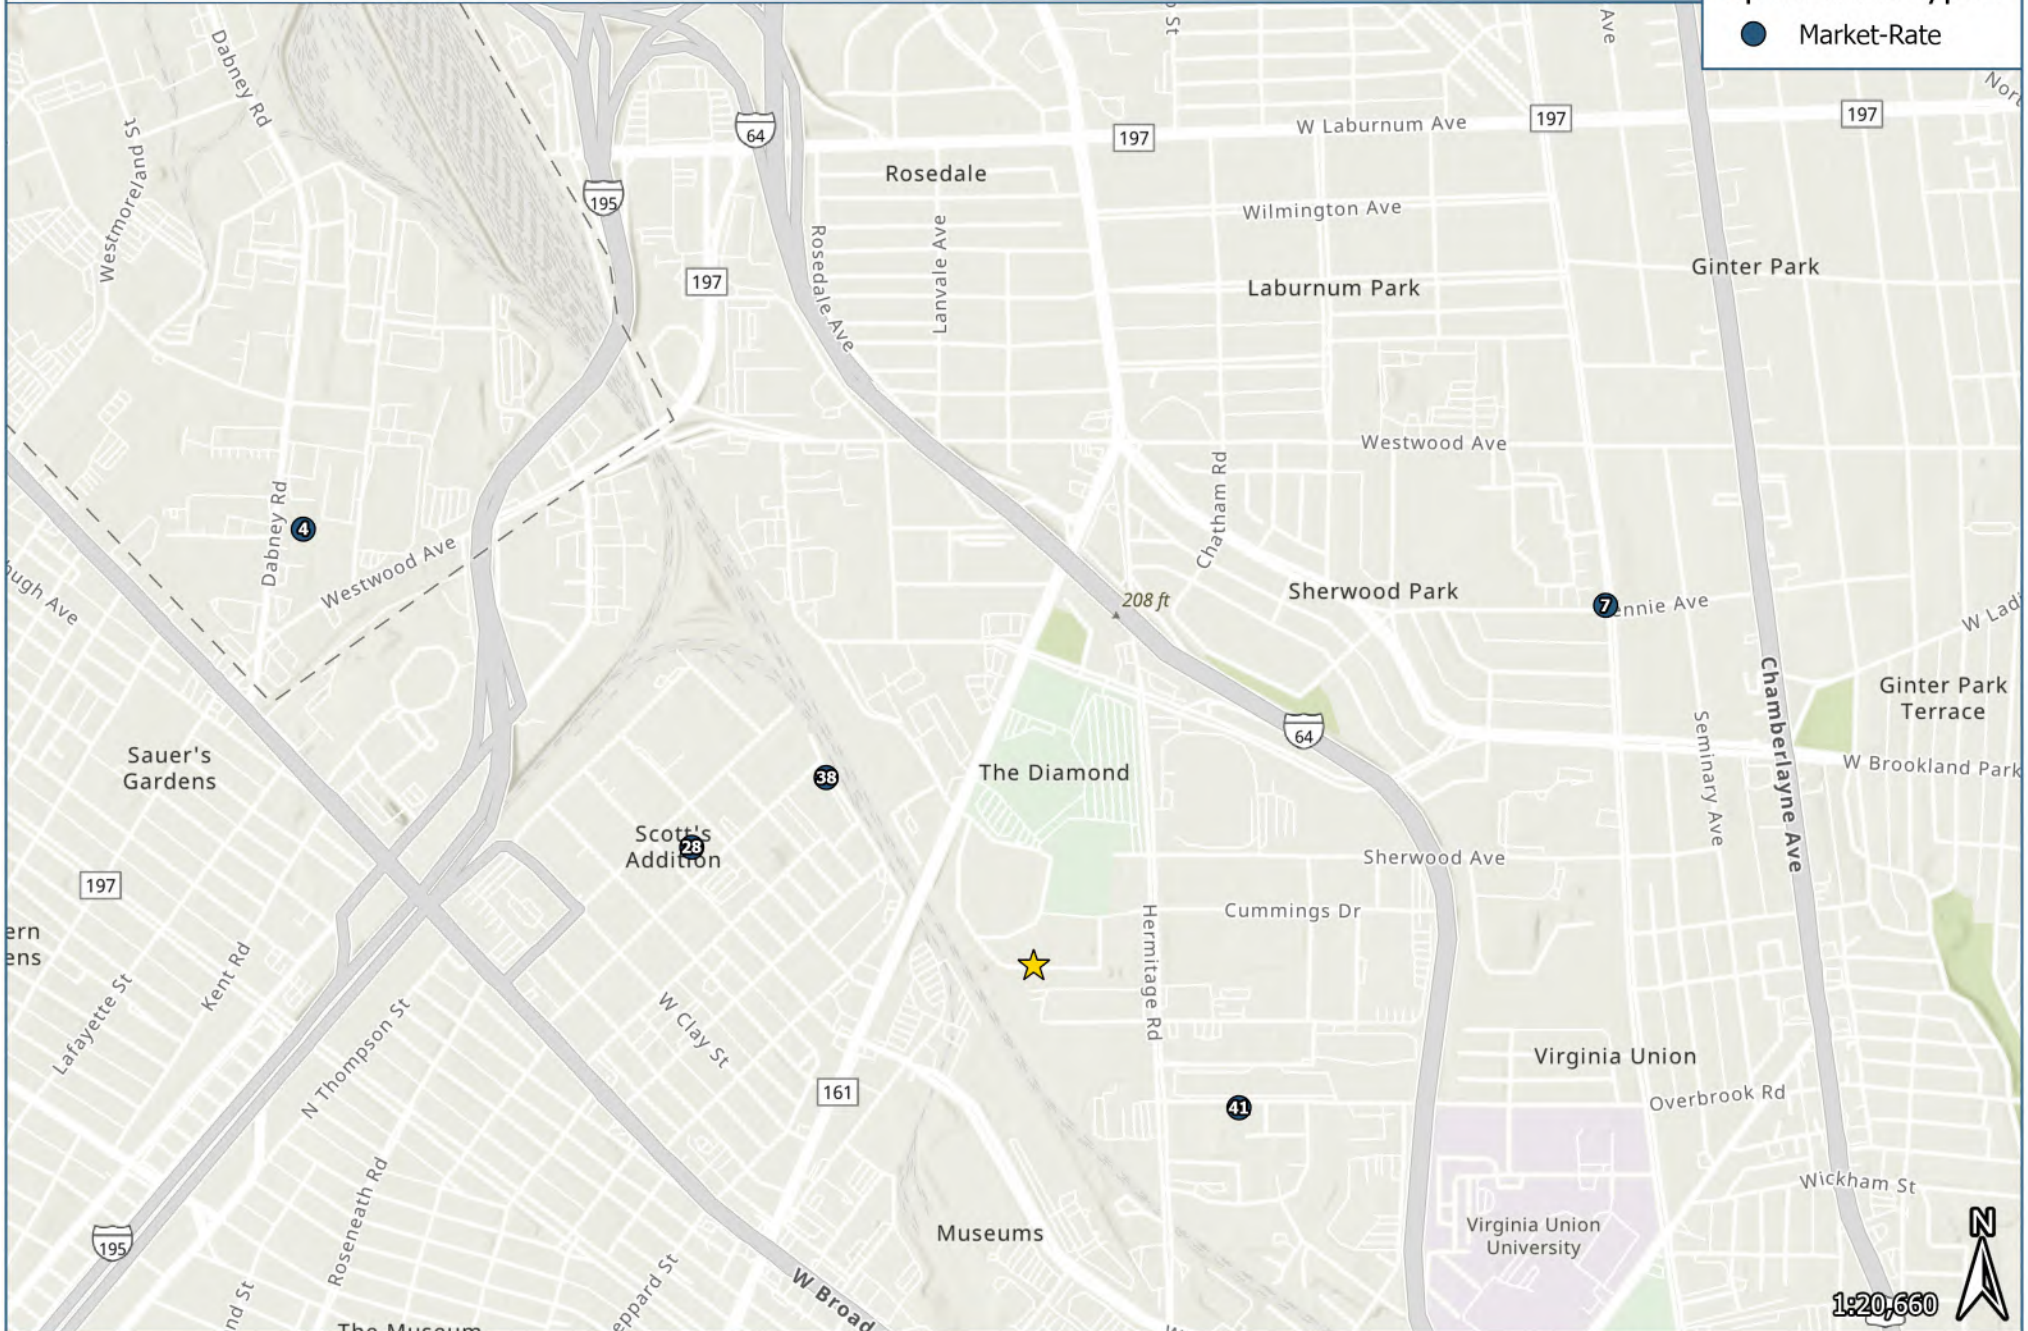 Market-Rate
Dabney Rd
Westmoreland St
64
195
197
W Laburnum Ave
197
197
Rosedale
Wilmington Ave
Lanvale Ave
Rosedale Ave
197
Laburnum Park
Ginter Park
Westwood Ave
Chatham Rd
4
Dabney Rd
Westwood Ave
208 ft
Sherwood Park
7
Chamberlayne Ave
Ginter Park
Terrace
Seminary Ave
64
W Brookland Park
Sauer's
Gardens
38
The Diamond
Scott's
Addition
28
Sherwood Ave
197
Cummings Dr
Hermitage Rd
Kent Rd
Lafayette St
N Thompson St
W Clay St
161
Virginia Union
Overbrook Rd
41
Roseneath Rd
Wickham St
Museums
Virginia Union
University
195
W Broad
N
1:20,660
Ave